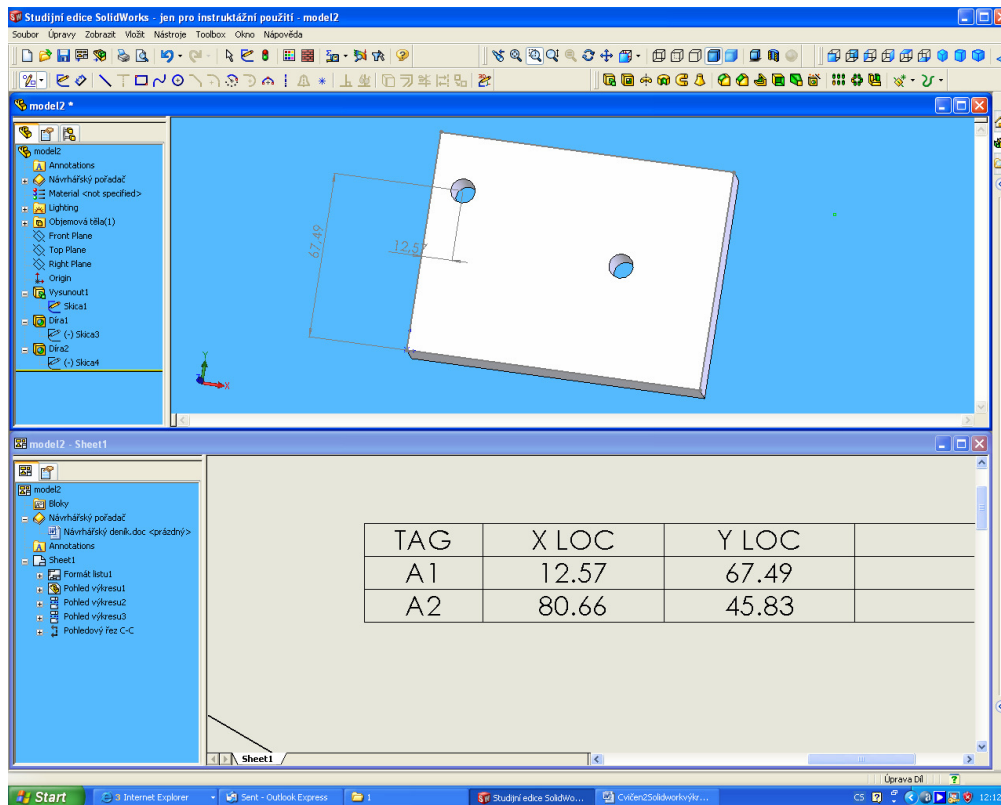 Studijní edice SolidWorks - jen pro instruktážní použití - model2
Soubor Úpravy Zobrazit Vložit Nástroje Toolbox Okno Nápověda
model2 *
model2
Annotations
Návrhářský pořadač
Material <not specified>
Lighting
Objemová těla(1)
Front Plane
Top Plane
Right Plane
Origin
Vysunout1
Skica1
Díra1
(-) Skica3
Díra2
(-) Skica4
67.49
12.57
Y
X
model2 - Sheet1
model2
Bloky
Návrhářský pořadač
Návrhářský deník.doc <prázdný>
Annotations
Sheet1
Formát listu1
Pohled výkresu1
Pohled výkresu2
Pohled výkresu3
Pohledový řez C-C
TAG X LOC Y LOC
A1 12.57 67.49
A2 80.66 45.83
Sheet1
Úprava Díl
Start 3 Internet Explorer Sent - Outlook Express 1 Studijní edice SolidWo... Cvičen2Solidworkvýkr... CS 12:12